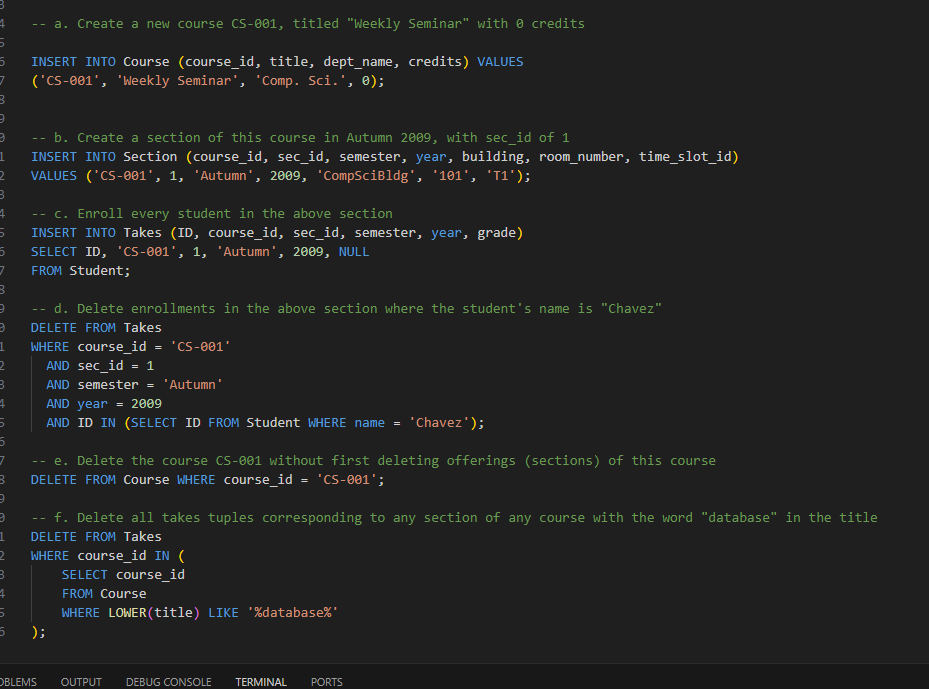 3
4 -- a. Create a new course CS-001, titled "Weekly Seminar" with 0 credits
5
6 INSERT INTO Course (course_id, title, dept_name, credits) VALUES
7 ('CS-001', 'Weekly Seminar', 'Comp. Sci.', 0);
8
9
0 -- b. Create a section of this course in Autumn 2009, with sec_id of 1
1 INSERT INTO Section (course_id, sec_id, semester, year, building, room_number, time_slot_id)
2 VALUES ('CS-001', 1, 'Autumn', 2009, 'CompSciBldg', '101', 'T1');
3
4 -- c. Enroll every student in the above section
5 INSERT INTO Takes (ID, course_id, sec_id, semester, year, grade)
6 SELECT ID, 'CS-001', 1, 'Autumn', 2009, NULL
7 FROM Student;
8
9 -- d. Delete enrollments in the above section where the student's name is "Chavez"
0 DELETE FROM Takes
1 WHERE course_id = 'CS-001'
2 AND sec_id = 1
3 AND semester = 'Autumn'
4 AND year = 2009
5 AND ID IN (SELECT ID FROM Student WHERE name = 'Chavez');
6
7 -- e. Delete the course CS-001 without first deleting offerings (sections) of this course
8 DELETE FROM Course WHERE course_id = 'CS-001';
9
0 -- f. Delete all takes tuples corresponding to any section of any course with the word "database" in the title
1 DELETE FROM Takes
2 WHERE course_id IN (
3 SELECT course_id
4 FROM Course
5 WHERE LOWER(title) LIKE '%database%'
6 );
OBLEMS OUTPUT DEBUG CONSOLE TERMINAL PORTS